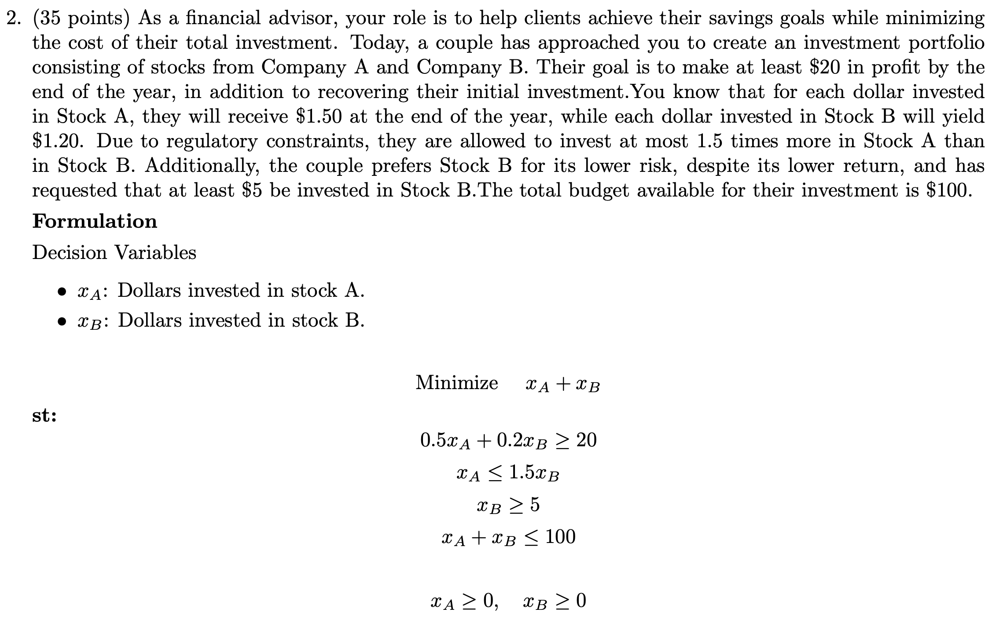 2. (35 points) As a financial advisor, your role is to help clients achieve their savings goals while minimizing
the cost of their total investment. Today, a couple has approached you to create an investment portfolio
consisting of stocks from Company A and Company B. Their goal is to make at least $20 in profit by the
end of the year, in addition to recovering their initial investment.You know that for each dollar invested
in Stock A, they will receive $1.50 at the end of the year, while each dollar invested in Stock B will yield
$1.20. Due to regulatory constraints, they are allowed to invest at most 1.5 times more in Stock A than
in Stock B. Additionally, the couple prefers Stock B for its lower risk, despite its lower return, and has
requested that at least $5 be invested in Stock B.The total budget available for their investment is $100.
Formulation
Decision Variables
• x_A: Dollars invested in stock A.
• x_B: Dollars invested in stock B.
Minimize x_A + x_B
st:
0.5x_A + 0.2x_B ≥ 20
x_A ≤ 1.5x_B
x_B ≥ 5
x_A + x_B ≤ 100
x_A ≥ 0, x_B ≥ 0